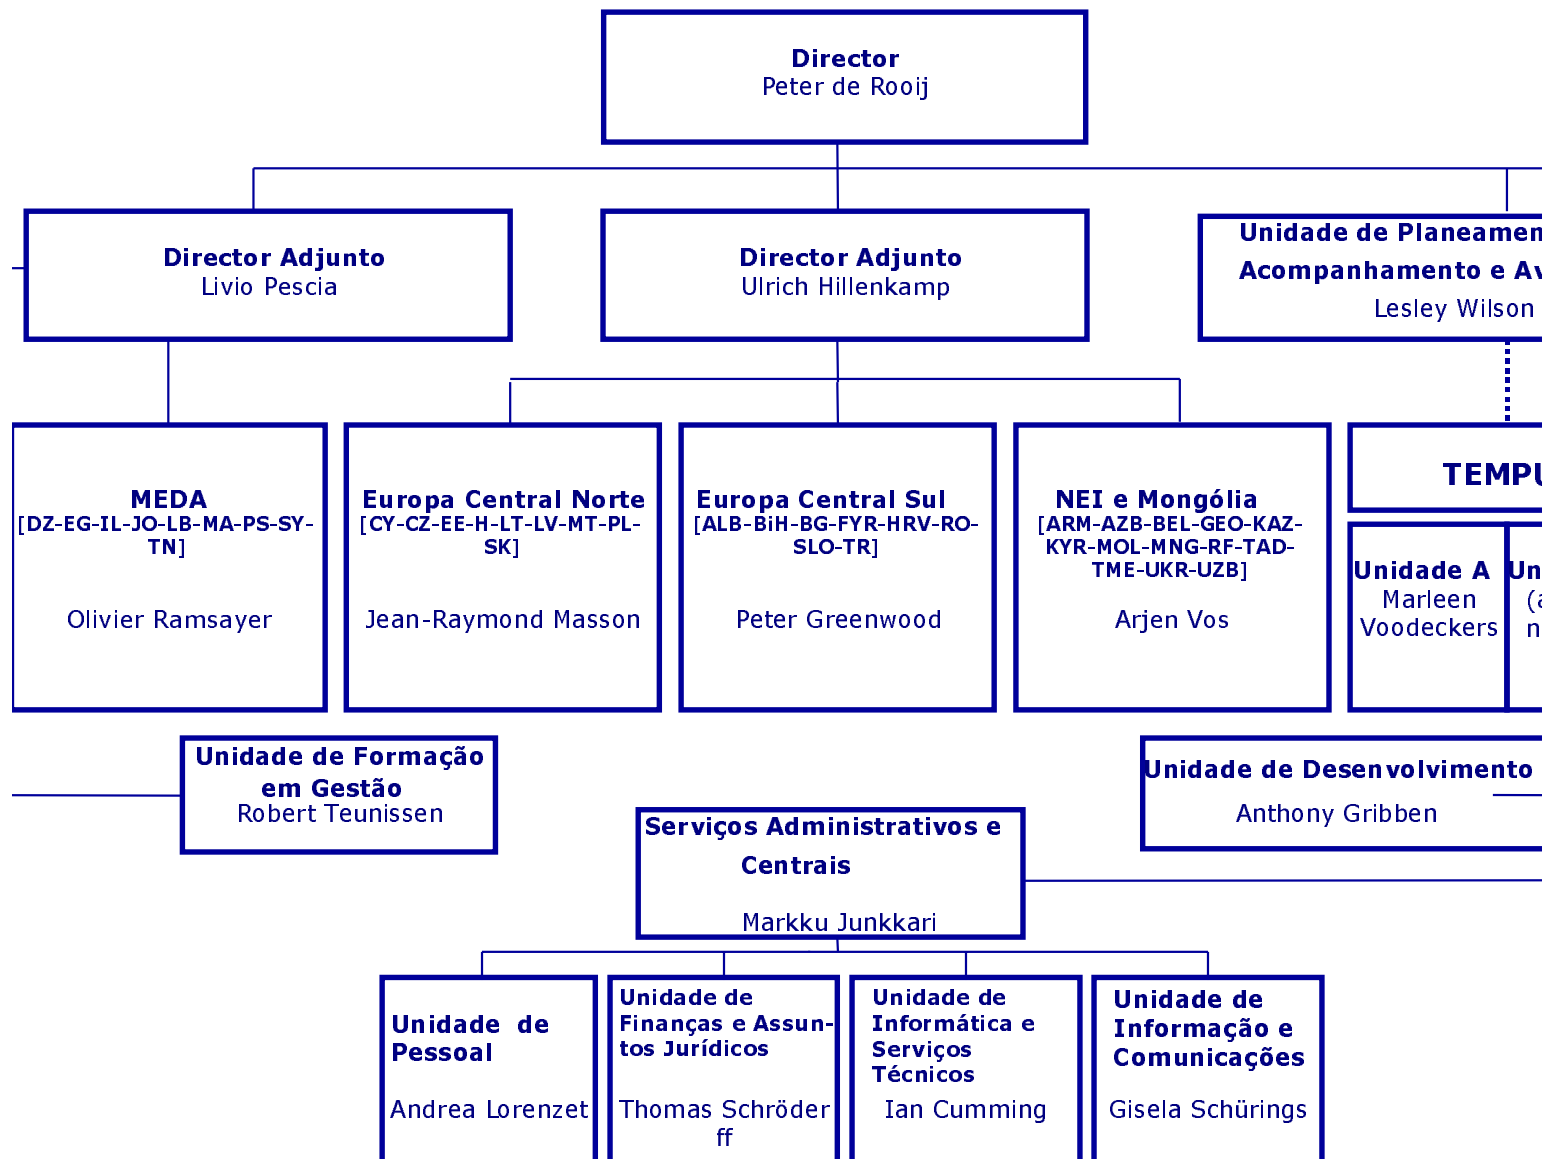 Director
Peter de Rooij
Director Adjunto
Livio Pescia
Director Adjunto
Ulrich Hillenkamp
Unidade de Planeamen
Acompanhamento e Av
Lesley Wilson
MEDA
[DZ-EG-IL-JO-LB-MA-PS-SY-
TN]
Olivier Ramsayer
Europa Central Norte
[CY-CZ-EE-H-LT-LV-MT-PL-
SK]
Jean-Raymond Masson
Europa Central Sul
[ALB-BiH-BG-FYR-HRV-RO-
SLO-TR]
Peter Greenwood
NEI e Mongólia
[ARM-AZB-BEL-GEO-KAZ-
KYR-MOL-MNG-RF-TAD-
TME-UKR-UZB]
Arjen Vos
TEMPU
Unidade A
Marleen
Voodeckers
Un
(a
n
Unidade de Formação
em Gestão
Robert Teunissen
Unidade de Desenvolvimento
Anthony Gribben
Serviços Administrativos e
Centrais
Markku Junkkari
Unidade de
Pessoal
Andrea Lorenzet
Unidade de
Finanças e Assun-
tos Jurídicos
Thomas Schröder
ff
Unidade de
Informática e
Serviços
Técnicos
Ian Cumming
Unidade de
Informação e
Comunicações
Gisela Schürings